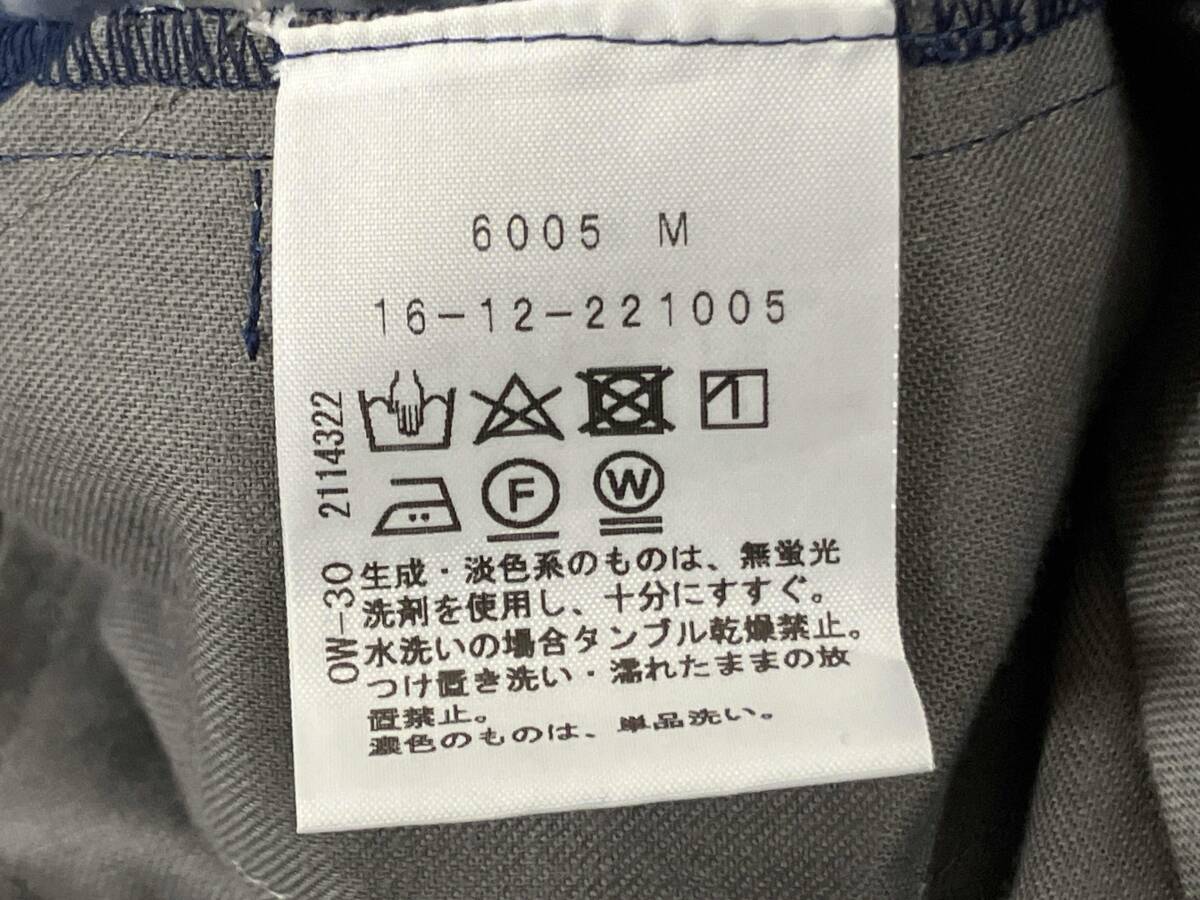 6005 M
16-12-221005
2114322
F
W
0W-30
生成・淡色系のものは、無蛍光
洗剤を使用し、十分にすすぐ。
水洗いの場合タンブル乾燥禁止。
つけ置き洗い・濡れたままの放
置禁止。
濃色のものは、単品洗い。